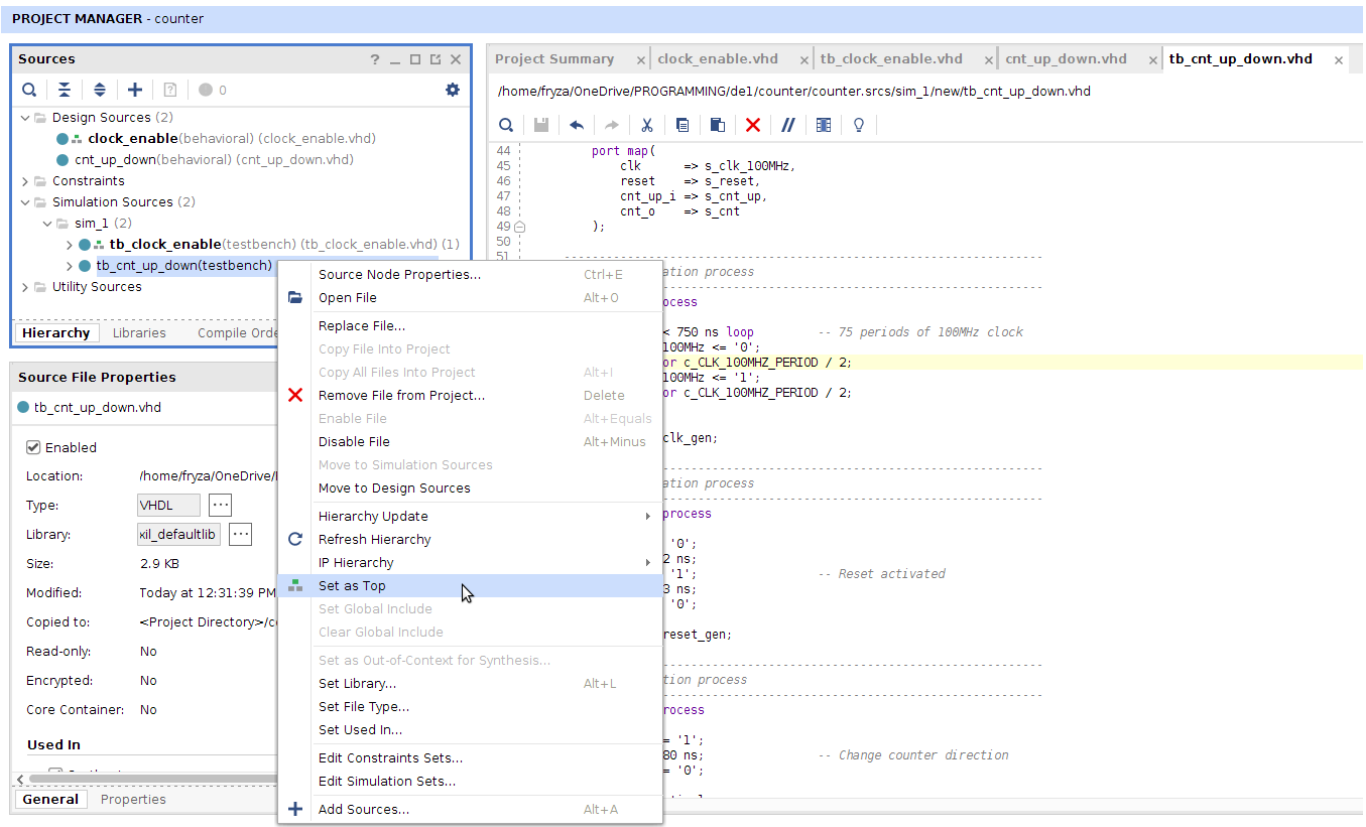 PROJECT MANAGER - counter
Sources
? _
0
Design Sources (2)
clock_enable(behavioral) (clock_enable.vhd)
cnt_up_down(behavioral) (cnt_up_down.vhd)
Constraints
Simulation Sources (2)
sim_1 (2)
tb_clock_enable(testbench) (tb_clock_enable.vhd) (1)
tb_cnt_up_down(testbench)
Utility Sources
Hierarchy Libraries Compile Orde
Source File Properties
tb_cnt_up_down.vhd
Enabled
Location: /home/fryza/OneDrive/
Type: VHDL ...
Library: xil_defaultlib ...
Size: 2.9 KB
Modified: Today at 12:31:39 PM
Copied to: <Project Directory>/c
Read-only: No
Encrypted: No
Core Container: No
Used In
General Properties
Source Node Properties... Ctrl+E
Open File Alt+O
Replace File...
Copy File Into Project
Copy All Files Into Project Alt+I
Remove File from Project... Delete
Enable File Alt+Equals
Disable File Alt+Minus
Move to Simulation Sources
Move to Design Sources
Hierarchy Update
Refresh Hierarchy
IP Hierarchy
Set as Top
Set Global Include
Clear Global Include
Set as Out-of-Context for Synthesis...
Set Library... Alt+L
Set File Type...
Set Used In...
Edit Constraints Sets...
Edit Simulation Sets...
Add Sources... Alt+A
Project Summary x clock_enable.vhd x tb_clock_enable.vhd x cnt_up_down.vhd x tb_cnt_up_down.vhd x
/home/fryza/OneDrive/PROGRAMMING/de1/counter/counter.srcs/sim_1/new/tb_cnt_up_down.vhd
44 port map(
45 clk => s_clk_100MHz,
46 reset => s_reset,
47 cnt_up_i => s_cnt_up,
48 cnt_o => s_cnt
49 );
50
51 --------------------------------------------------------------------
ation process
--------------------------------------------------------
ocess
< 750 ns loop -- 75 periods of 100MHz clock
100MHz <= '0';
or c_CLK_100MHZ_PERIOD / 2;
100MHz <= '1';
or c_CLK_100MHZ_PERIOD / 2;
clk_gen;
--------------------------------------------------------
ation process
--------------------------------------------------------
process
'0';
2 ns;
'1'; -- Reset activated
3 ns;
'0';
reset_gen;
--------------------------------------------------------
tion process
--------------------------------------------------------
rocess
= '1';
80 ns; -- Change counter direction
= '0';